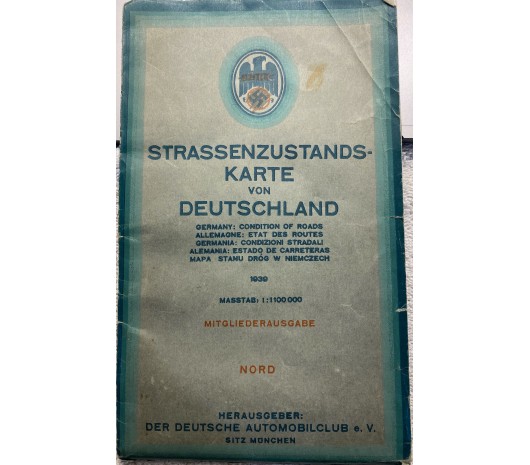 STRASSENZUSTANDS-
KARTE
VON
DEUTSCHLAND
GERMANY: CONDITION OF ROADS
ALLEMAGNE: ETAT DES ROUTES
GERMANIA: CONDIZIONI STRADALI
ALEMANIA: ESTADO DE CARRETERAS
MAPA STANU DRÓG W NIEMCZECH
1939
MASSTAB: 1:1100000
MITGLIEDERAUSGABE
NORD
HERAUSGEBER:
DER DEUTSCHE AUTOMOBILCLUB e. V.
SITZ MÜNCHEN